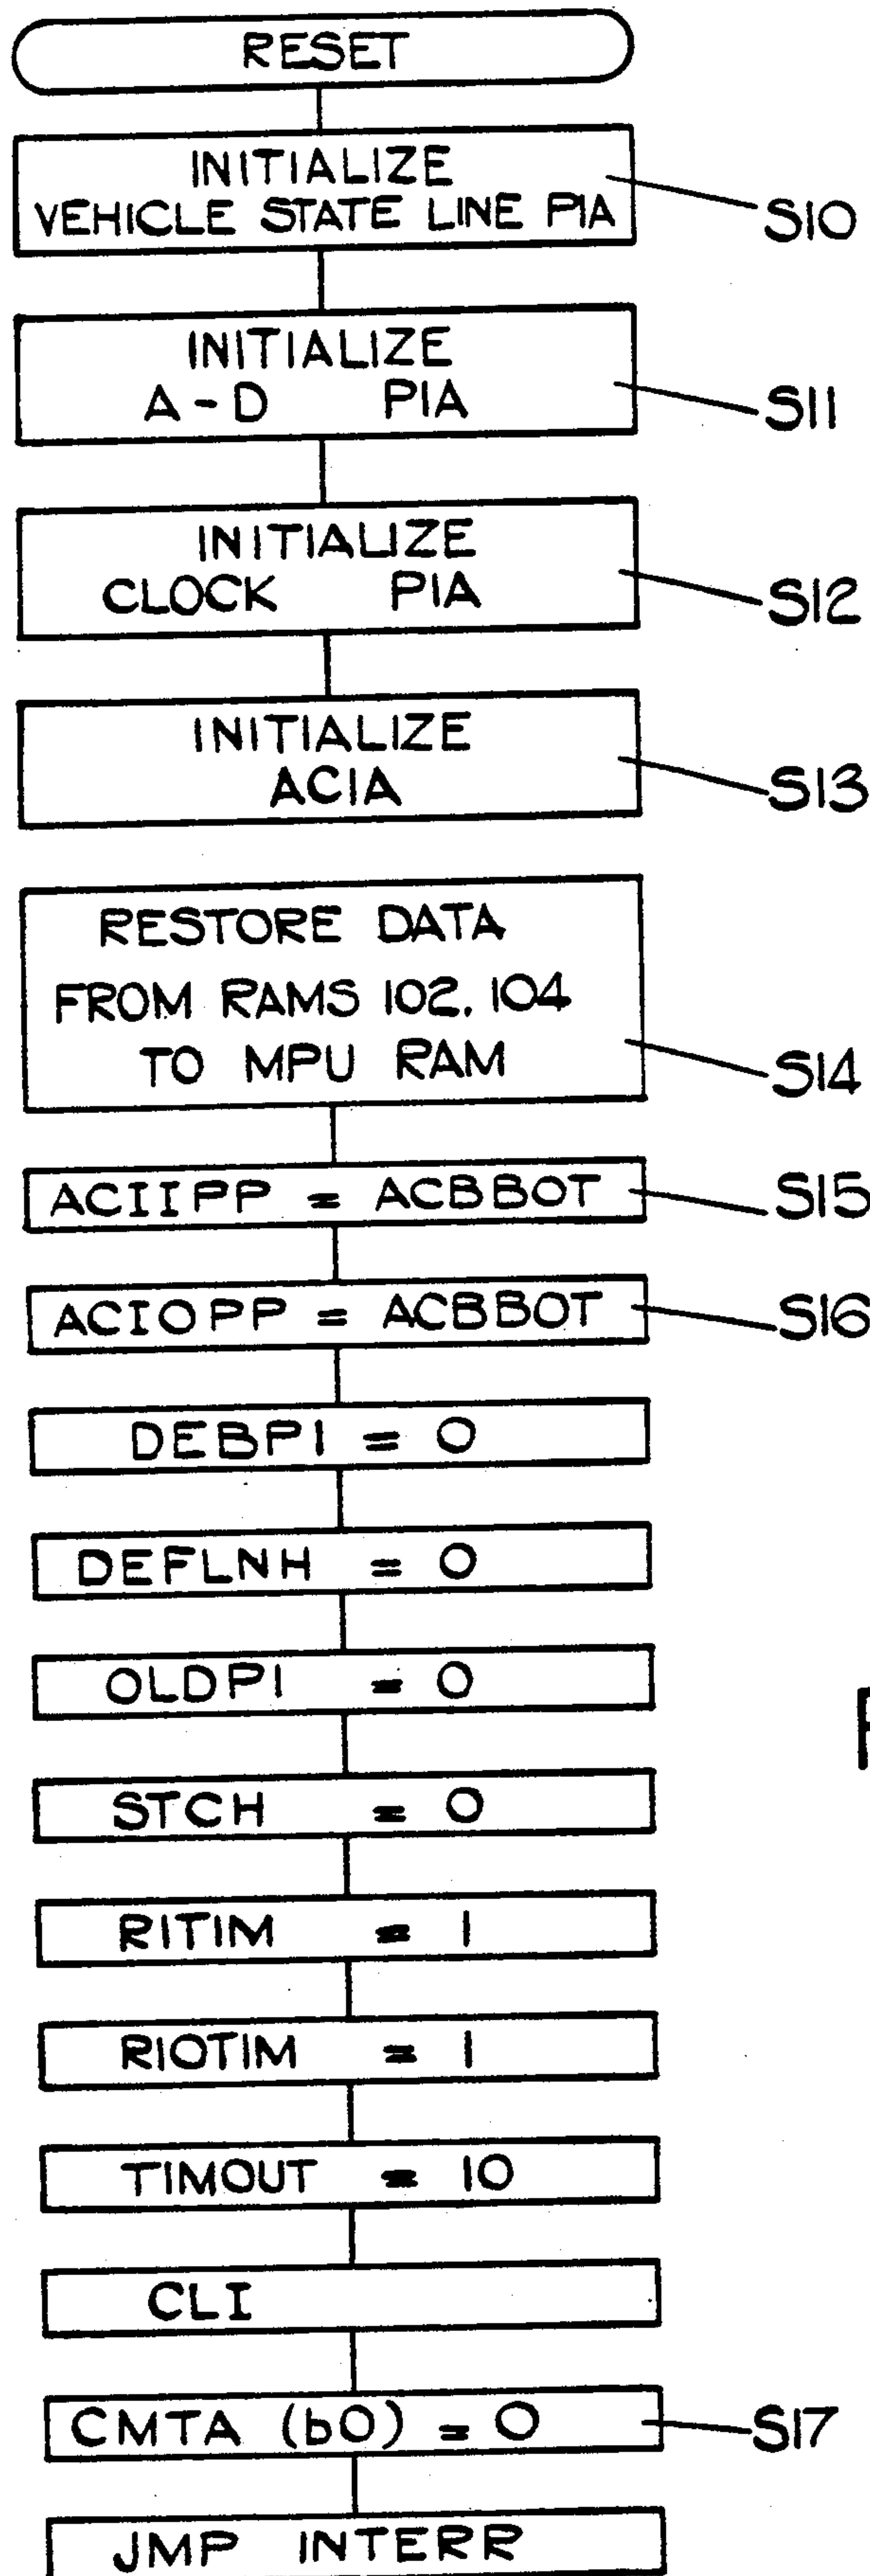 RESET
INITIALIZE
VEHICLE STATE LINE PIA
S10
INITIALIZE
A-D PIA
S11
INITIALIZE
CLOCK PIA
S12
INITIALIZE
ACIA
S13
RESTORE DATA
FROM RAMS 102, 104
TO MPU RAM
S14
ACIIPP = ACBBOT
S15
ACIOPP = ACBBOT
S16
DEBPI = 0
DEFLNH = 0
OLDPI = 0
STCH = 0
RITIM = 1
RIOTIM = 1
TIMOUT = 10
CLI
CMTA (b0) = 0
S17
JMP INTERR